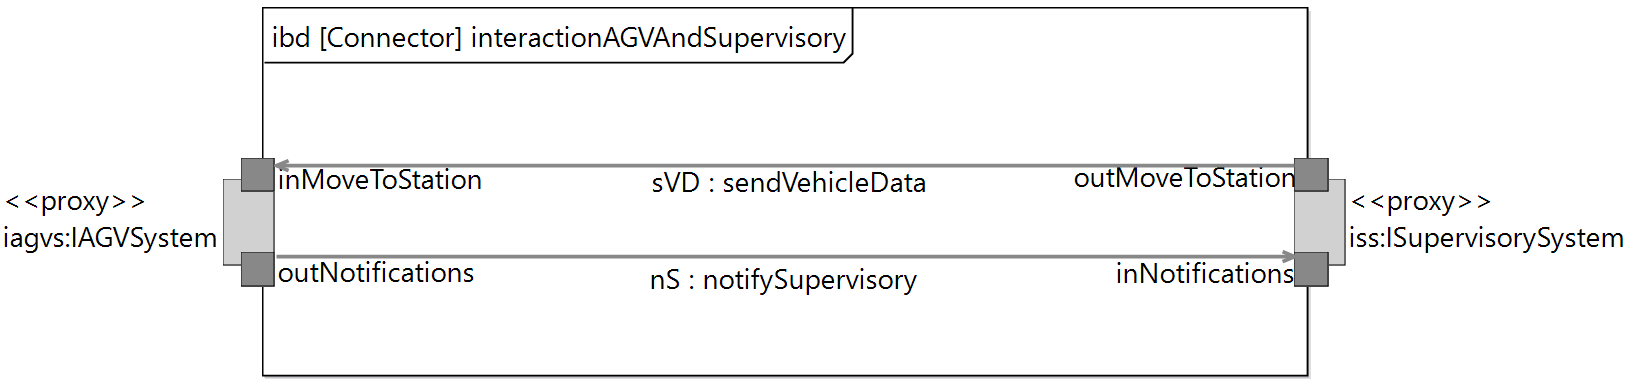 ibd [Connector] interactionAGVAndSupervisory
<<proxy>>
iagvs:IAGVSystem
inMoveToStation
sVD : sendVehicleData
outMoveToStation
outNotifications
nS : notifySupervisory
inNotifications
<<proxy>>
iss:ISupervisorySystem